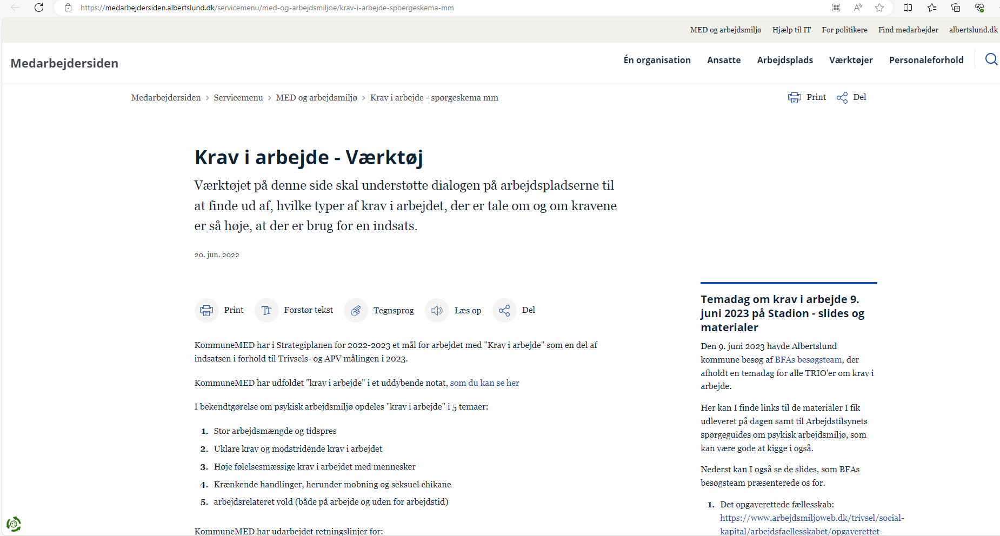 https://medarbejdersiden.albertslund.dk/servicemenu/med-og-arbejdsmiljoe/krav-i-arbejde-spoergeskema-mm
MED og arbejdsmiljø Hjælp til IT For politikere Find medarbejder albertslund.dk
Medarbejdersiden
Én organisation Ansatte Arbejdsplads Værktøjer Personaleforhold
Medarbejdersiden > Servicemenu > MED og arbejdsmiljø > Krav i arbejde - spørgeskema mm
Print Del
Krav i arbejde - Værktøj
Værktøjet på denne side skal understøtte dialogen på arbejdspladserne til
at finde ud af, hvilke typer af krav i arbejdet, der er tale om og om kravene
er så høje, at der er brug for en indsats.
20. jun. 2022
Print Forstør tekst Tegnsprog Læs op Del
KommuneMED har i Strategiplanen for 2022-2023 et mål for arbejdet med "Krav i arbejde" som en del af
indsatsen i forhold til Trivsels- og APV målingen i 2023.
KommuneMED har udfoldet "krav i arbejde" i et uddybende notat, som du kan se her
I bekendtgørelse om psykisk arbejdsmiljø opdeles "krav i arbejde" i 5 temaer:
1. Stor arbejdsmængde og tidspres
2. Uklare krav og modstridende krav i arbejdet
3. Høje følelsesmæssige krav i arbejdet med mennesker
4. Krænkende handlinger, herunder mobning og seksuel chikane
5. arbejdsrelateret vold (både på arbejde og uden for arbejdstid)
KommuneMED har udarbejdet retningslinjer for:
Temadag om krav i arbejde 9.
juni 2023 på Stadion - slides og
materialer
Den 9. juni 2023 havde Albertslund
kommune besøg af BFAs besøgsteam, der
afholdt en temadag for alle TRIO'er om krav i
arbejde.
Her kan I finde links til de materialer I fik
udleveret på dagen samt til Arbejdstilsynets
spørgeguides om psykisk arbejdsmiljø, som
kan være gode at kigge i også.
Nederst kan I også se de slides, som BFAs
besøgsteam præsenterede os for.
1. Det opgaverettede fællesskab:
https://www.arbejdsmiljoweb.dk/trivsel/social-
kapital/arbejdsfaellesskabet/opgaverettet-